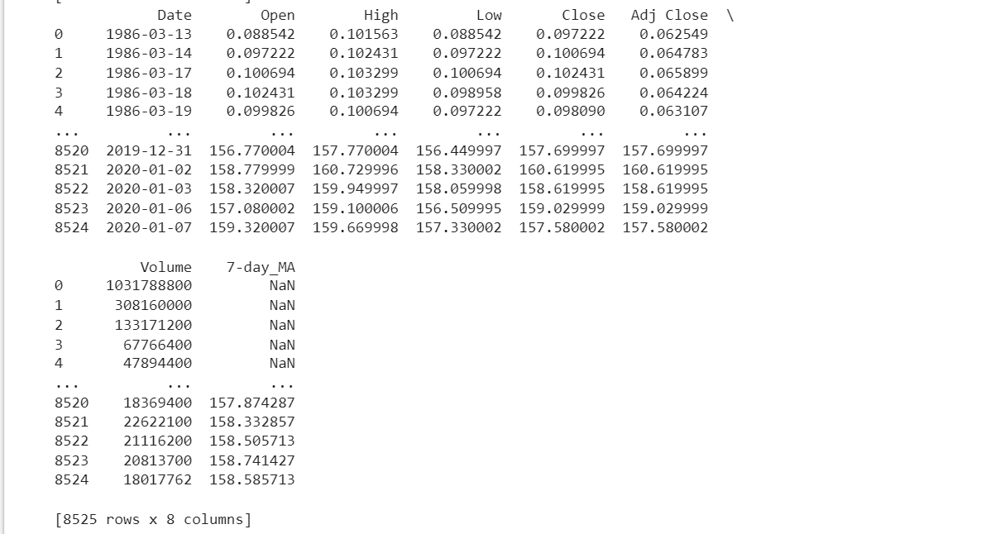 Date Open High Low Close Adj Close \
0 1986-03-13 0.088542 0.101563 0.088542 0.097222 0.062549
1 1986-03-14 0.097222 0.102431 0.097222 0.100694 0.064783
2 1986-03-17 0.100694 0.103299 0.100694 0.102431 0.065899
3 1986-03-18 0.102431 0.103299 0.098958 0.099826 0.064224
4 1986-03-19 0.099826 0.100694 0.097222 0.098090 0.063107
... ... ... ... ... ... ...
8520 2019-12-31 156.770004 157.770004 156.449997 157.699997 157.699997
8521 2020-01-02 158.779999 160.729996 158.330002 160.619995 160.619995
8522 2020-01-03 158.320007 159.949997 158.059998 158.619995 158.619995
8523 2020-01-06 157.080002 159.100006 156.509995 159.029999 159.029999
8524 2020-01-07 159.320007 159.669998 157.330002 157.580002 157.580002
Volume 7-day_MA
0 1031788800 NaN
1 308160000 NaN
2 133171200 NaN
3 67766400 NaN
4 47894400 NaN
... ... ...
8520 18369400 157.874287
8521 22622100 158.332857
8522 21116200 158.505713
8523 20813700 158.741427
8524 18017762 158.585713
[8525 rows x 8 columns]